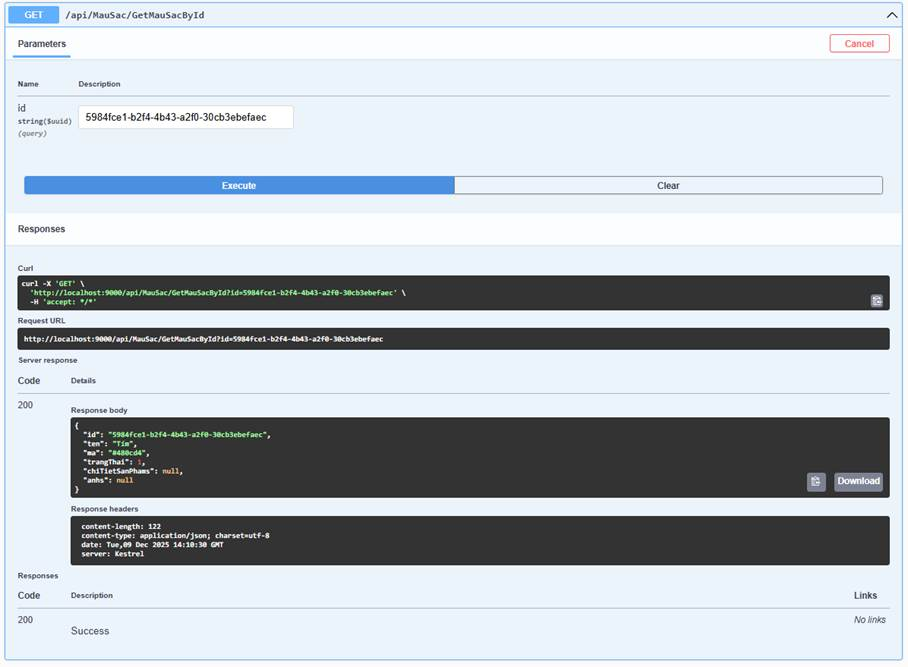 GET /api/MauSac/GetMauSacById
Parameters Cancel
Name Description
id
string($uuid)
(query)
5984fce1-b2f4-4b43-a2f0-30cb3ebefaec
Execute Clear
Responses
Curl
curl -X 'GET' \
'http://localhost:9000/api/MauSac/GetMauSacById?id=5984fce1-b2f4-4b43-a2f0-30cb3ebefaec' \
-H 'accept: */*'
Request URL
http://localhost:9000/api/MauSac/GetMauSacById?id=5984fce1-b2f4-4b43-a2f0-30cb3ebefaec
Server response
Code Details
200
Response body
{
"id": "5984fce1-b2f4-4b43-a2f0-30cb3ebefaec",
"ten": "Tím",
"ma": "#480cd4",
"trangThai": 1,
"chiTietSanPhams": null,
"anhs": null
}
Download
Response headers
content-length: 122
content-type: application/json; charset=utf-8
date: Tue,09 Dec 2025 14:10:30 GMT
server: Kestrel
Responses
Code Description Links
200 No links
Success